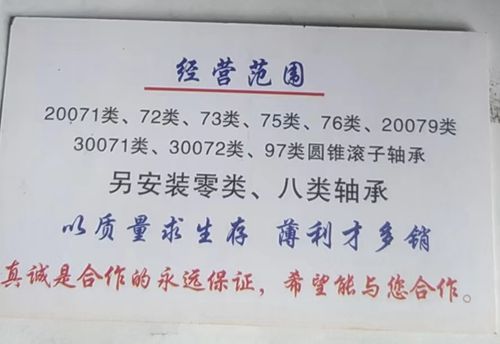 经营范围
20071类、72类、73类、75类、76类、20079类
30071类、30072类、97类圆锥滚子轴承
另安装零类、八类轴承
以质量求生存 薄利才多销
真诚是合作的永远保证，希望能与您合作。